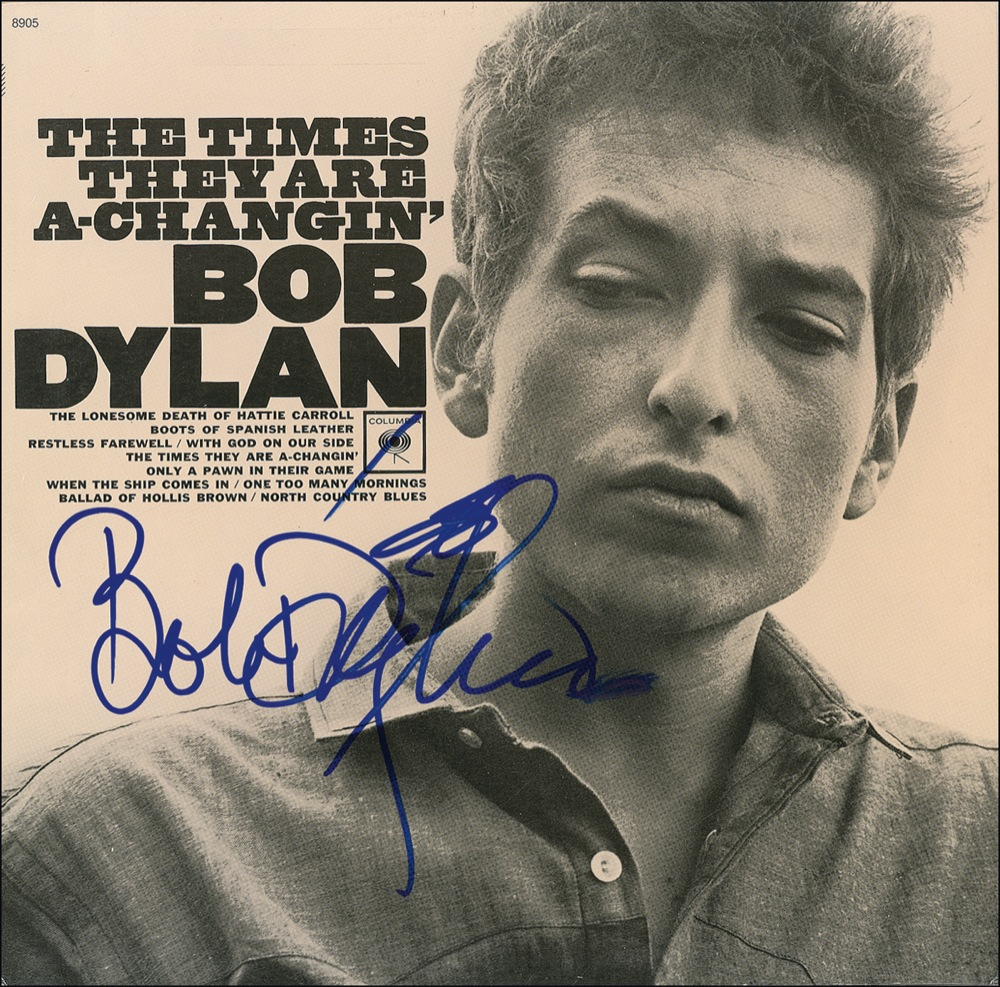 8905
THE TIMES
THEY ARE
A-CHANGIN'
BOB
DYLAN
THE LONESOME DEATH OF HATTIE CARROLL
BOOTS OF SPANISH LEATHER
RESTLESS FAREWELL / WITH GOD ON OUR SIDE
THE TIMES THEY ARE A-CHANGIN'
ONLY A PAWN IN THEIR GAME
WHEN THE SHIP COMES IN / ONE TOO MANY MORNINGS
BALLAD OF HOLLIS BROWN / NORTH COUNTRY BLUES
COLUMBIA
Bob Dylan